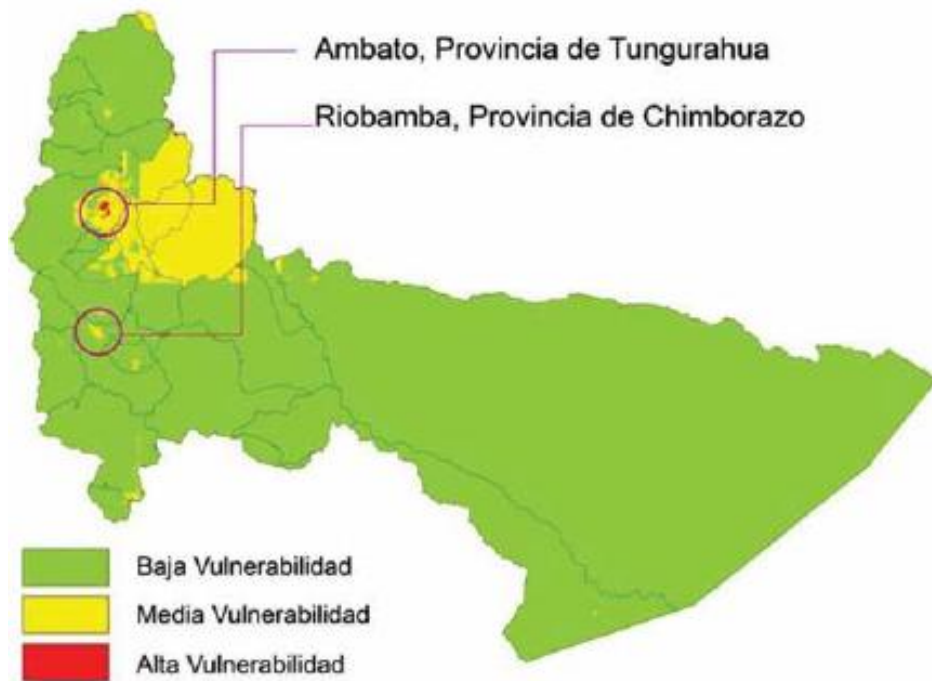 Ambato, Provincia de Tungurahua
Riobamba, Provincia de Chimborazo
Baja Vulnerabilidad
Media Vulnerabilidad
Alta Vulnerabilidad